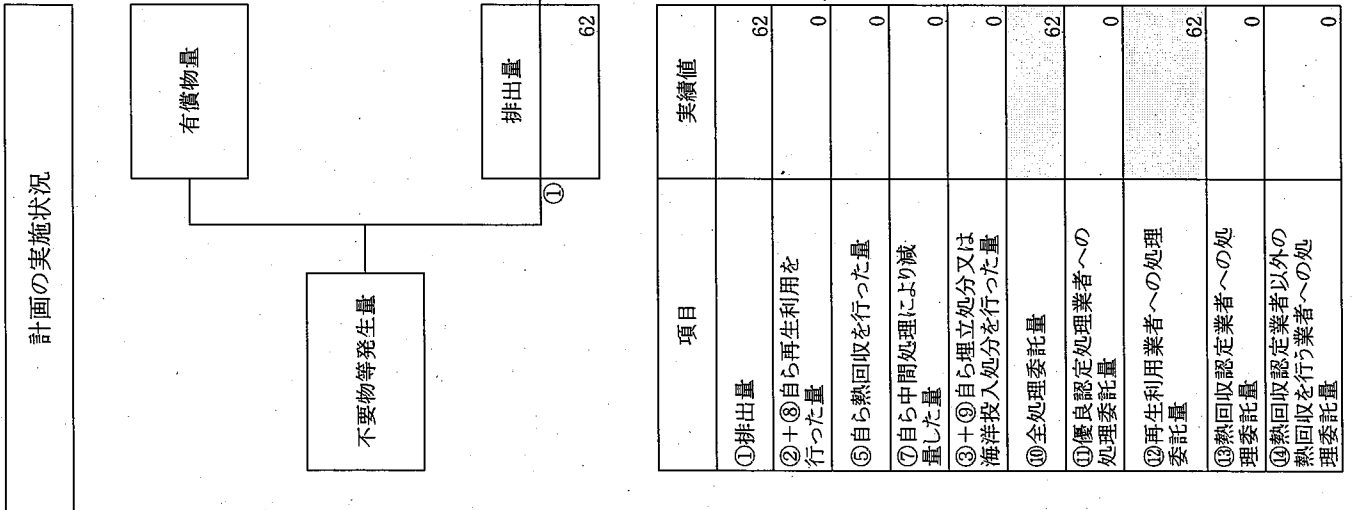 計画の実施状況
有償物量
不要物等発生量
①
排出量
62
項目
実績値
①排出量
62
②+⑧自ら再生利用を
行った量
0
⑤自ら熱回収を行った量
0
⑦自ら中間処理により減
量した量
0
③+⑨自ら埋立処分又は
海洋投入処分を行った量
0
⑩全処理委託量
62
⑪優良認定処理業者への
処理委託量
0
⑫再生利用業者への処理
委託量
62
⑬熱回収認定業者への処
理委託量
0
⑭熱回収認定業者以外の
熱回収を行う業者への処
理委託量
0